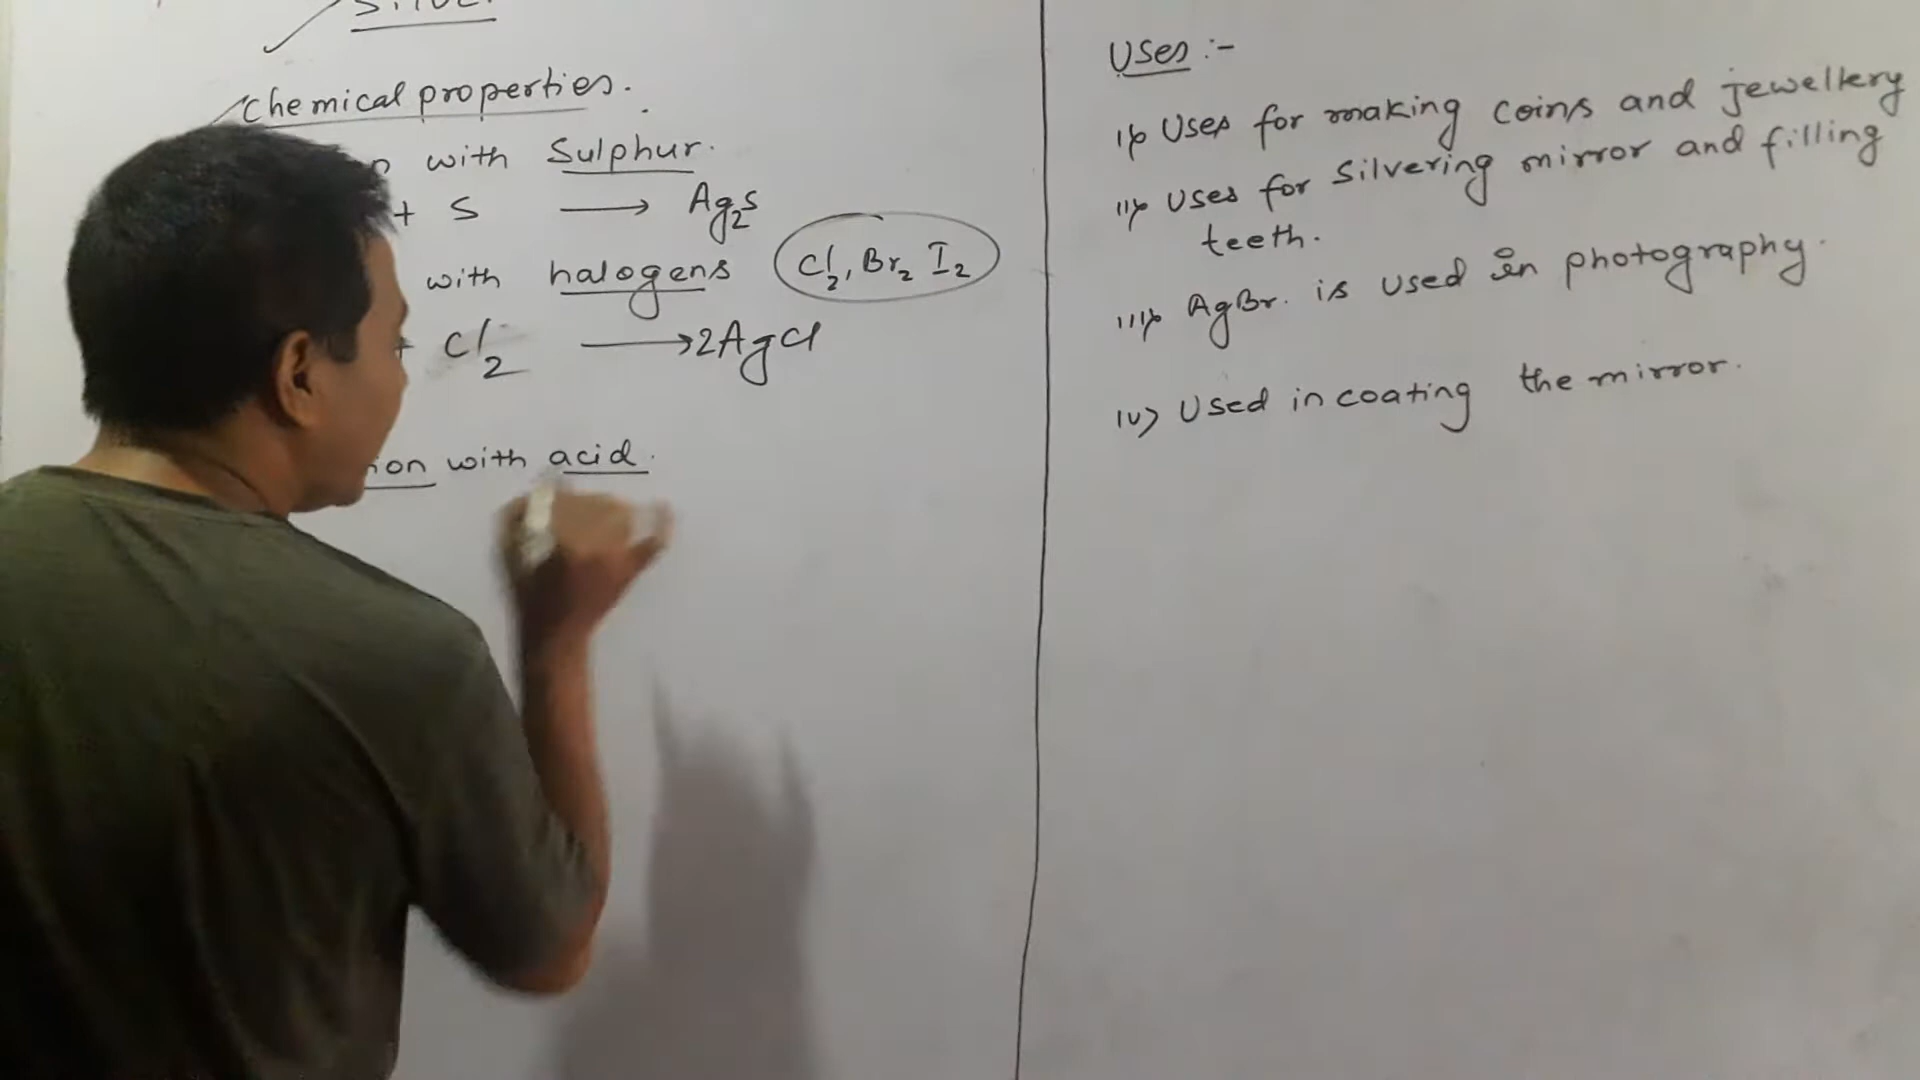 Chemical properties.
with Sulphur.
+ S ⟶ Ag₂S
with halogens Cl₂, Br₂ I₂
+ Cl₂ ⟶ 2AgCl
ion with acid.
Uses :-
i) Uses for making coins and jewellery
ii) Uses for silvering mirror and filling
teeth.
iii) AgBr. is used in photography.
iv) Used in coating the mirror.